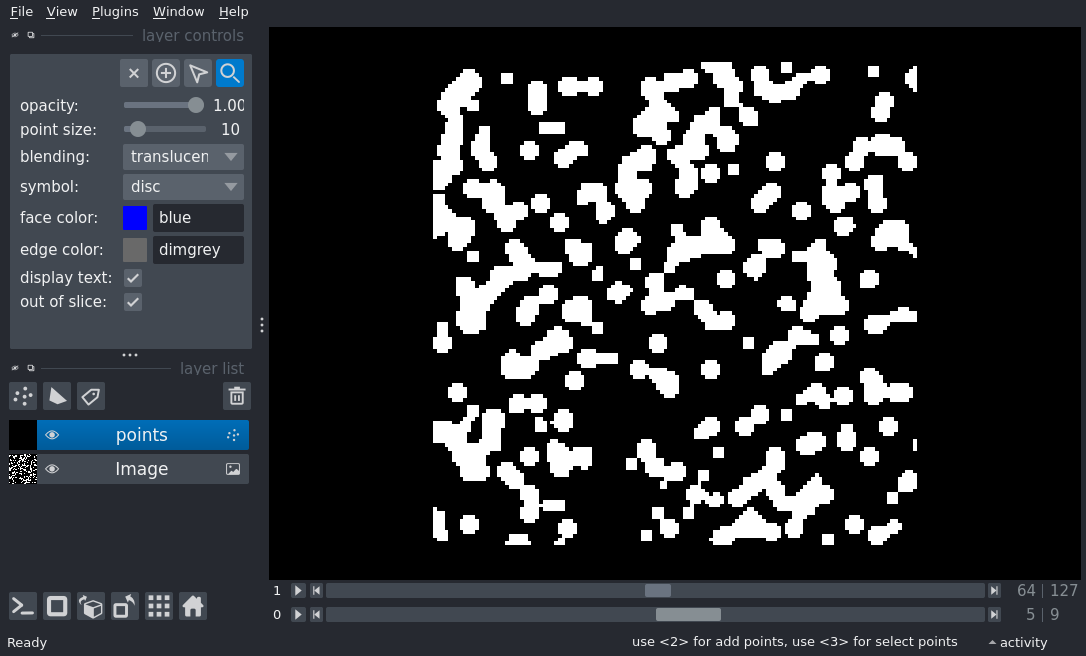 File View Plugins Window Help
layer controls
opacity: 1.00
point size: 10
blending: translucen
symbol: disc
face color: blue
edge color: dimgrey
display text:
out of slice:
layer list
points
Image
1 64 | 127
0 5 | 9
Ready use <2> for add points, use <3> for select points activity